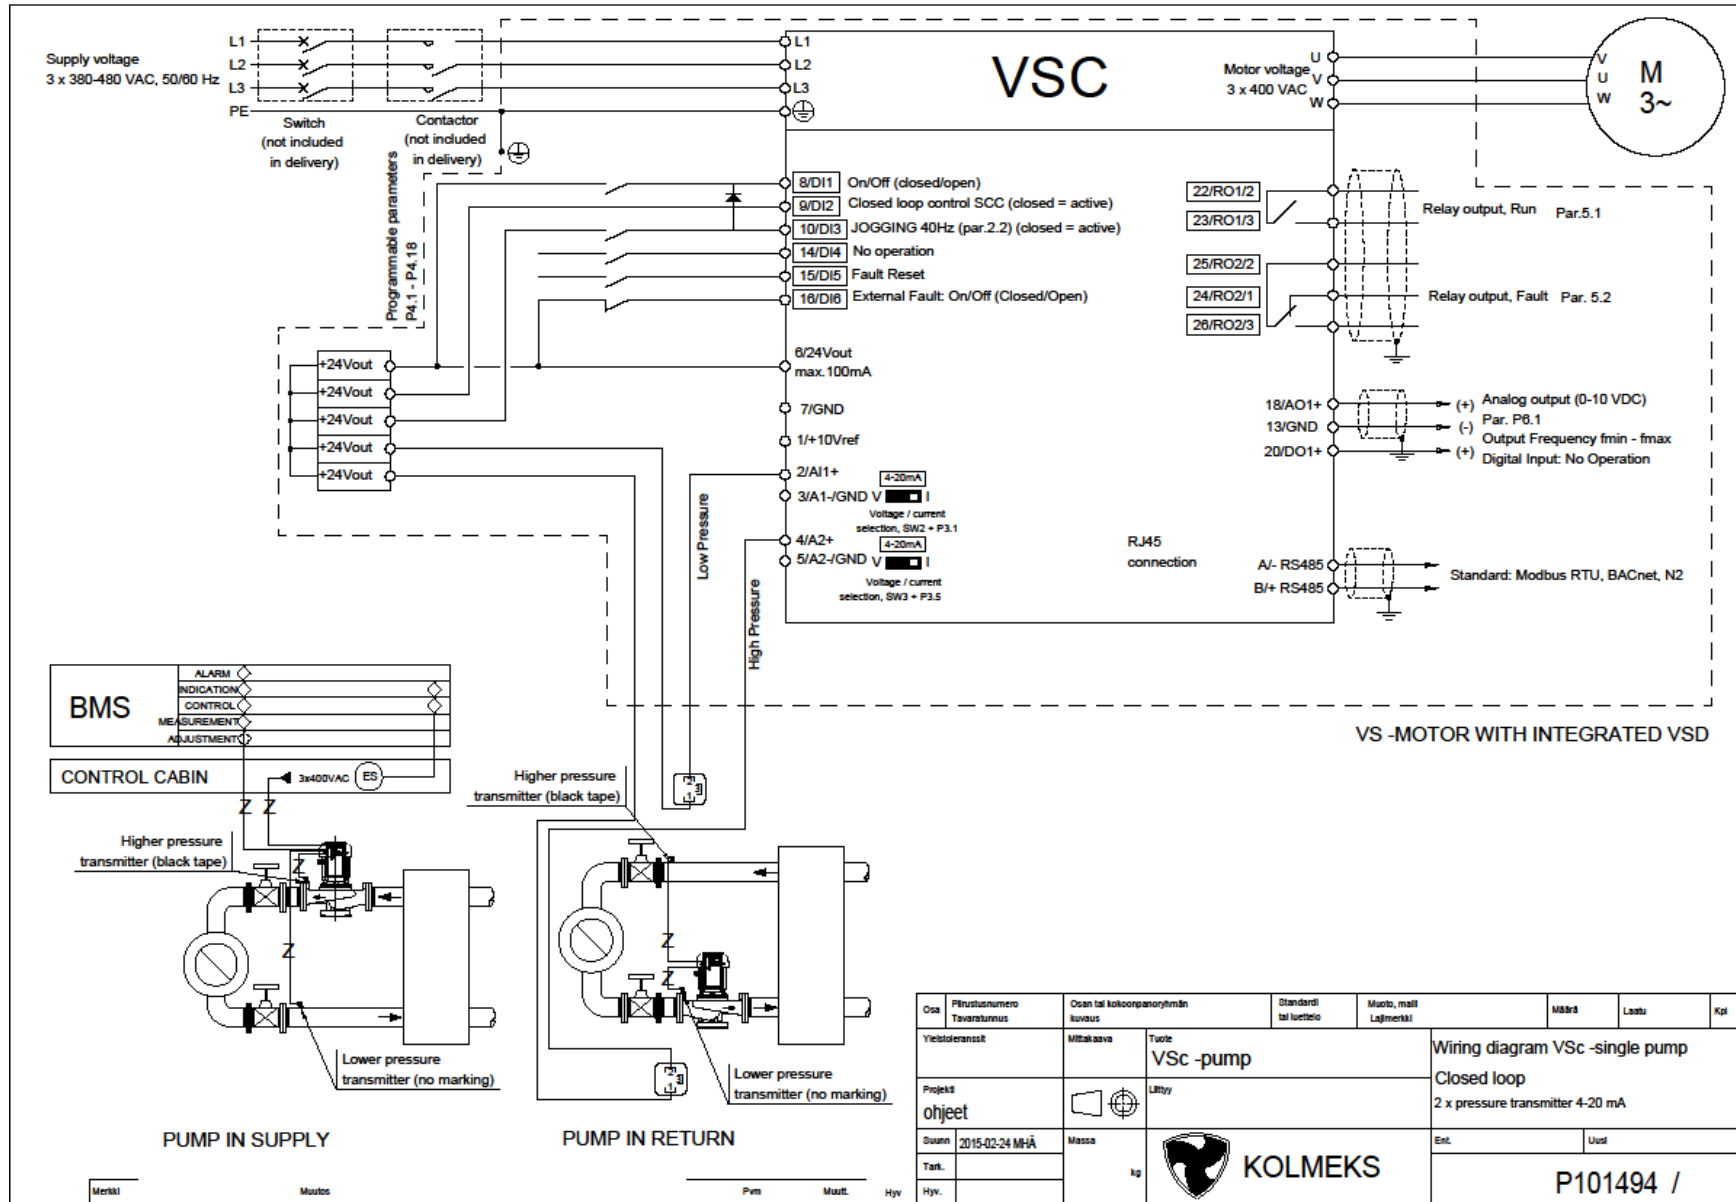 Supply voltage
3 x 380-480 VAC, 50/60 Hz
L1
L2
L3
PE
Switch
(not included
in delivery)
Contactor
(not included
in delivery)
Programmable parameters
P4.1 - P4.18
L1
L2
L3
VSC
Motor voltage
3 x 400 VAC
U
V
W
V
U
W
M
3~
8/DI1 On/Off (closed/open)
9/DI2 Closed loop control SCC (closed = active)
10/DI3 JOGGING 40Hz (par.2.2) (closed = active)
14/DI4 No operation
15/DI5 Fault Reset
16/DI6 External Fault: On/Off (Closed/Open)
22/RO1/2
23/RO1/3
Relay output, Run Par.5.1
25/RO2/2
24/RO2/1
26/RO2/3
Relay output, Fault Par. 5.2
+24Vout
+24Vout
+24Vout
+24Vout
+24Vout
6/24Vout
max.100mA
7/GND
1/+10Vref
2/AI1+
4-20mA
3/A1-/GND V I
Voltage / current
selection, SW2 + P3.1
4/A2+
4-20mA
5/A2-/GND V I
Voltage / current
selection, SW3 + P3.5
Low Pressure
High Pressure
18/AO1+
13/GND
20/DO1+
(+)
(-)
(+)
Analog output (0-10 VDC)
Par. P6.1
Output Frequency fmin - fmax
Digital Input: No Operation
RJ45
connection
A/- RS485
B/+ RS485
Standard: Modbus RTU, BACnet, N2
VS -MOTOR WITH INTEGRATED VSD
BMS
ALARM
INDICATION
CONTROL
MEASUREMENT
ADJUSTMENT
CONTROL CABIN
3x400VAC
ES
Z Z
Higher pressure
transmitter (black tape)
Z
Z
Lower pressure
transmitter (no marking)
PUMP IN SUPPLY
Higher pressure
transmitter (black tape)
2
1
Z
Z
2
1
Lower pressure
transmitter (no marking)
PUMP IN RETURN
Osa
Piirustusnumero
Tavaratunnus
Osan tai kokoonpanoryhmän
kuvaus
Standardi
tai luettelo
Muoto, malli
Lajimerkki
Määrä
Laatu
Kpl
Yleistoleranssit
Mittakaava
Tuote
VSc -pump
Wiring diagram VSc -single pump
Closed loop
2 x pressure transmitter 4-20 mA
Projekti
ohjeet
Liittyy
Suunn 2015-02-24 MHÄ
Tark.
Hyv.
Massa
kg
KOLMEKS
Ent.
Uusi
P101494 /
Merkki
Muutos
Pvm
Muutt.
Hyv